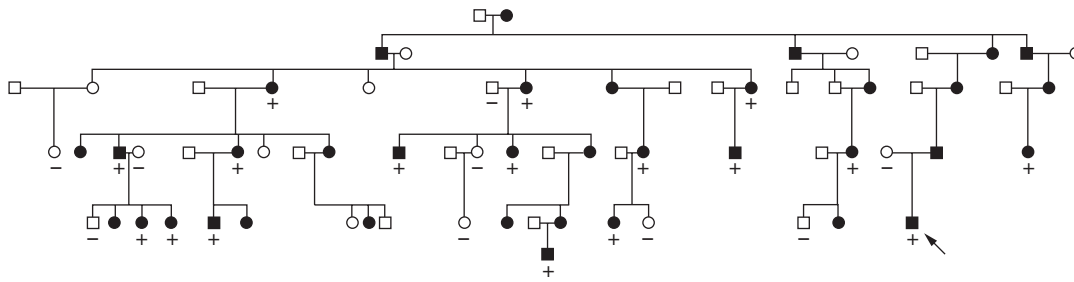 + − + +
− + − + + − + + + + − +
− + + + − + − − +
+